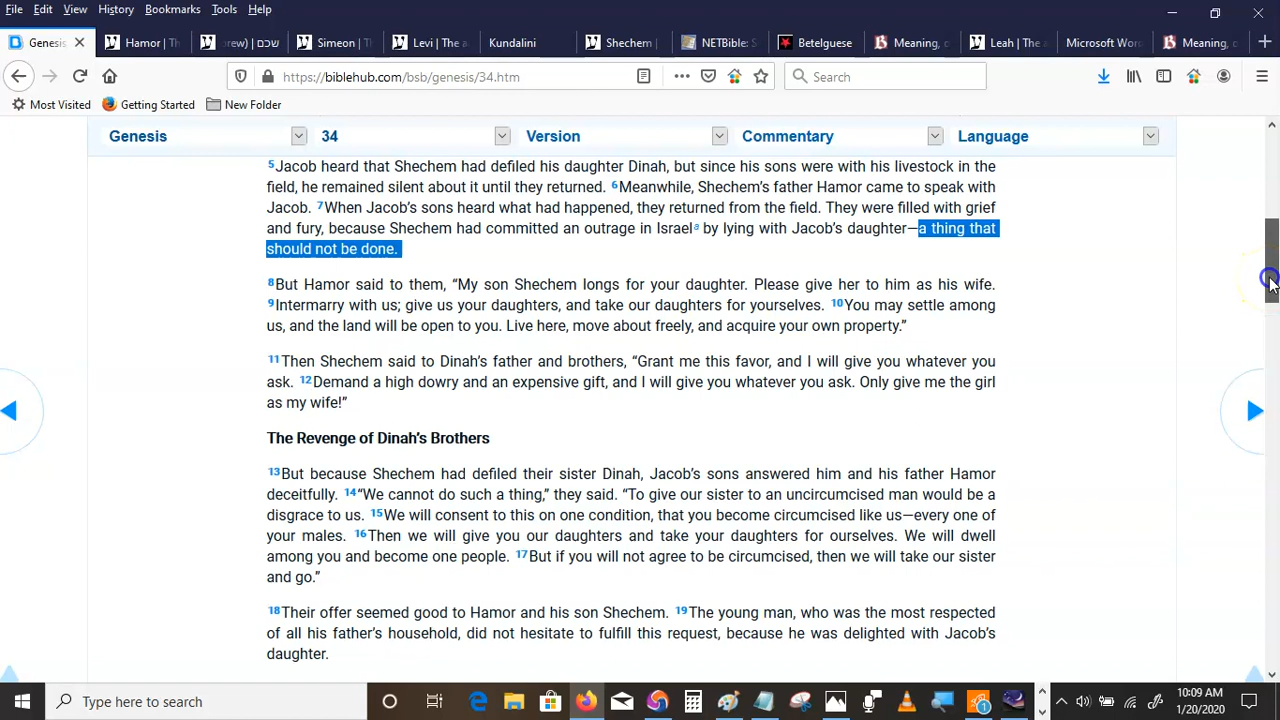 File Edit View History Bookmarks Tools Help
Genesis Hamor | Th rew) | שכם Simeon | T Levi | The a Kundalini Shechem | NETBible: S Betelguese Meaning, o Leah | The a Microsoft Word Meaning, o
https://biblehub.com/bsb/genesis/34.htm Search
Most Visited Getting Started New Folder
Genesis 34 Version Commentary Language
5Jacob heard that Shechem had defiled his daughter Dinah, but since his sons were with his livestock in the
field, he remained silent about it until they returned. 6Meanwhile, Shechem’s father Hamor came to speak with
Jacob. 7When Jacob’s sons heard what had happened, they returned from the field. They were filled with grief
and fury, because Shechem had committed an outrage in Israela by lying with Jacob’s daughter—a thing that
should not be done.
8But Hamor said to them, “My son Shechem longs for your daughter. Please give her to him as his wife.
9Intermarry with us; give us your daughters, and take our daughters for yourselves. 10You may settle among
us, and the land will be open to you. Live here, move about freely, and acquire your own property.”
11Then Shechem said to Dinah’s father and brothers, “Grant me this favor, and I will give you whatever you
ask. 12Demand a high dowry and an expensive gift, and I will give you whatever you ask. Only give me the girl
as my wife!”
The Revenge of Dinah’s Brothers
13But because Shechem had defiled their sister Dinah, Jacob’s sons answered him and his father Hamor
deceitfully. 14“We cannot do such a thing,” they said. “To give our sister to an uncircumcised man would be a
disgrace to us. 15We will consent to this on one condition, that you become circumcised like us—every one of
your males. 16Then we will give you our daughters and take your daughters for ourselves. We will dwell
among you and become one people. 17But if you will not agree to be circumcised, then we will take our sister
and go.”
18Their offer seemed good to Hamor and his son Shechem. 19The young man, who was the most respected
of all his father’s household, did not hesitate to fulfill this request, because he was delighted with Jacob’s
daughter.
Type here to search
10:09 AM
1/20/2020